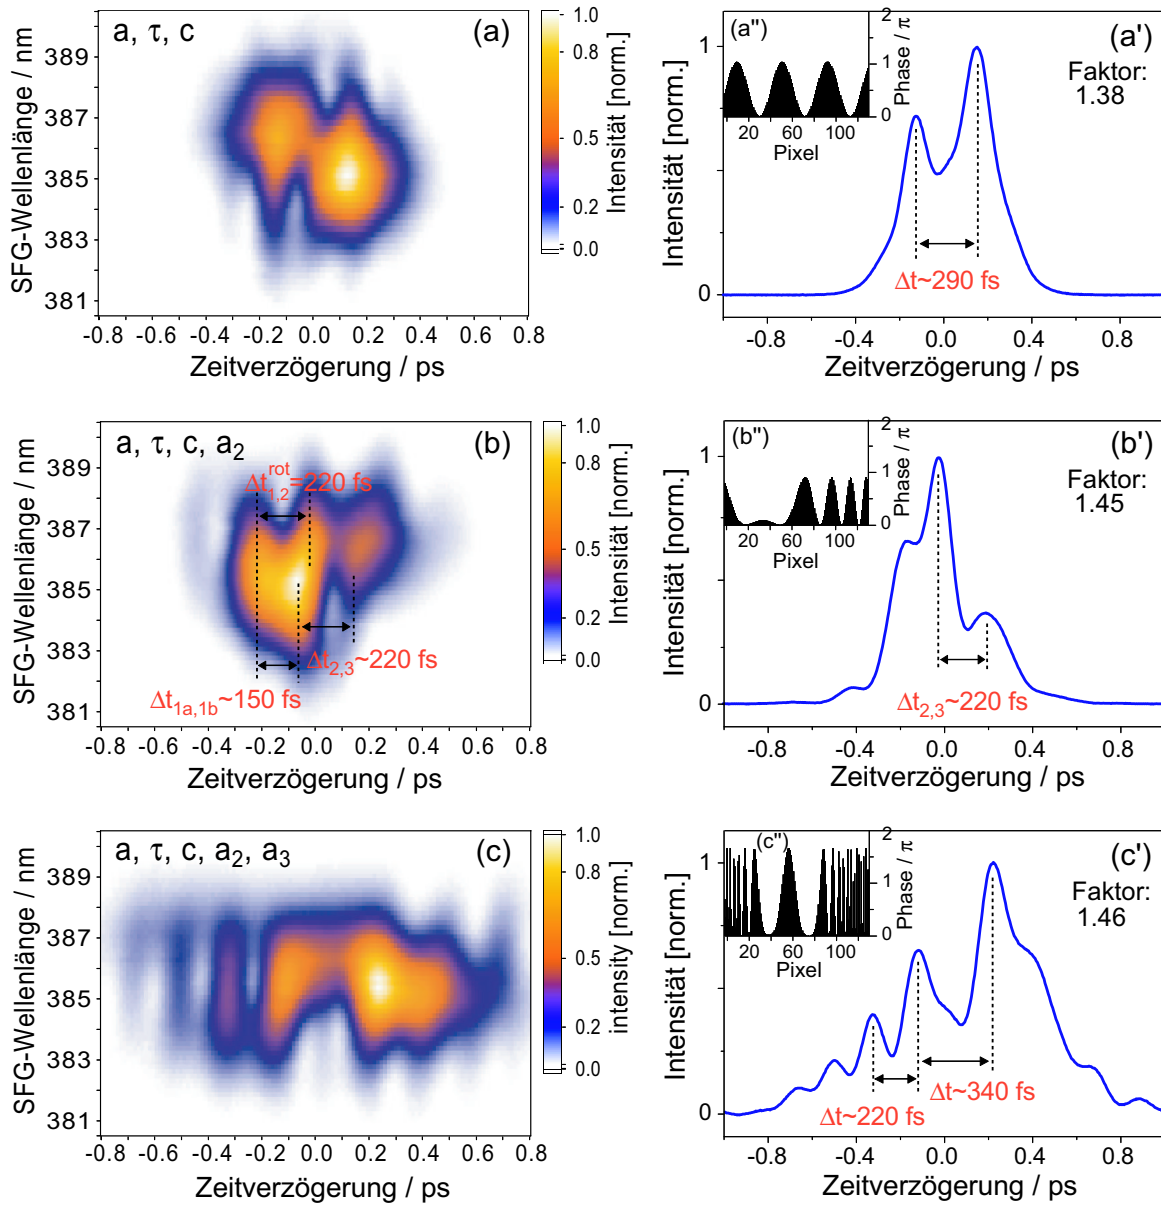 a, τ, c
(a)
SFG-Wellenlänge / nm
389
387
385
383
381
-0.8 -0.6 -0.4 -0.2 0.0 0.2 0.4 0.6 0.8
Zeitverzögerung / ps
1.0
0.8
0.5
0.2
0.0
Intensität [norm.]
(a')
Faktor:
1.38
Intensität [norm.]
1
0
(a'')
2
1
0
Phase / π
20 60 100
Pixel
Δt~290 fs
-0.8 -0.4 0.0 0.4 0.8
Zeitverzögerung / ps
a, τ, c, a₂
(b)
SFG-Wellenlänge / nm
389
387
385
383
381
Δt₁,₂ʳᵒᵗ=220 fs
Δt₂,₃~220 fs
Δt₁ₐ,₁b~150 fs
-0.8 -0.6 -0.4 -0.2 0.0 0.2 0.4 0.6 0.8
Zeitverzögerung / ps
1.0
0.8
0.5
0.2
0.0
Intensität [norm.]
(b')
Faktor:
1.45
Intensität [norm.]
1
0
(b'')
2
1
0
Phase / π
20 60 100
Pixel
Δt₂,₃~220 fs
-0.8 -0.4 0.0 0.4 0.8
Zeitverzögerung / ps
a, τ, c, a₂, a₃
(c)
SFG-Wellenlänge / nm
389
387
385
383
381
-0.8 -0.6 -0.4 -0.2 0.0 0.2 0.4 0.6 0.8
Zeitverzögerung / ps
1.0
0.8
0.5
0.2
0.0
intensity [norm.]
(c')
Faktor:
1.46
Intensität [norm.]
1
0
(c'')
2
1
0
Phase / π
20 60 100
Pixel
Δt~340 fs
Δt~220 fs
-0.8 -0.4 0.0 0.4 0.8
Zeitverzögerung / ps